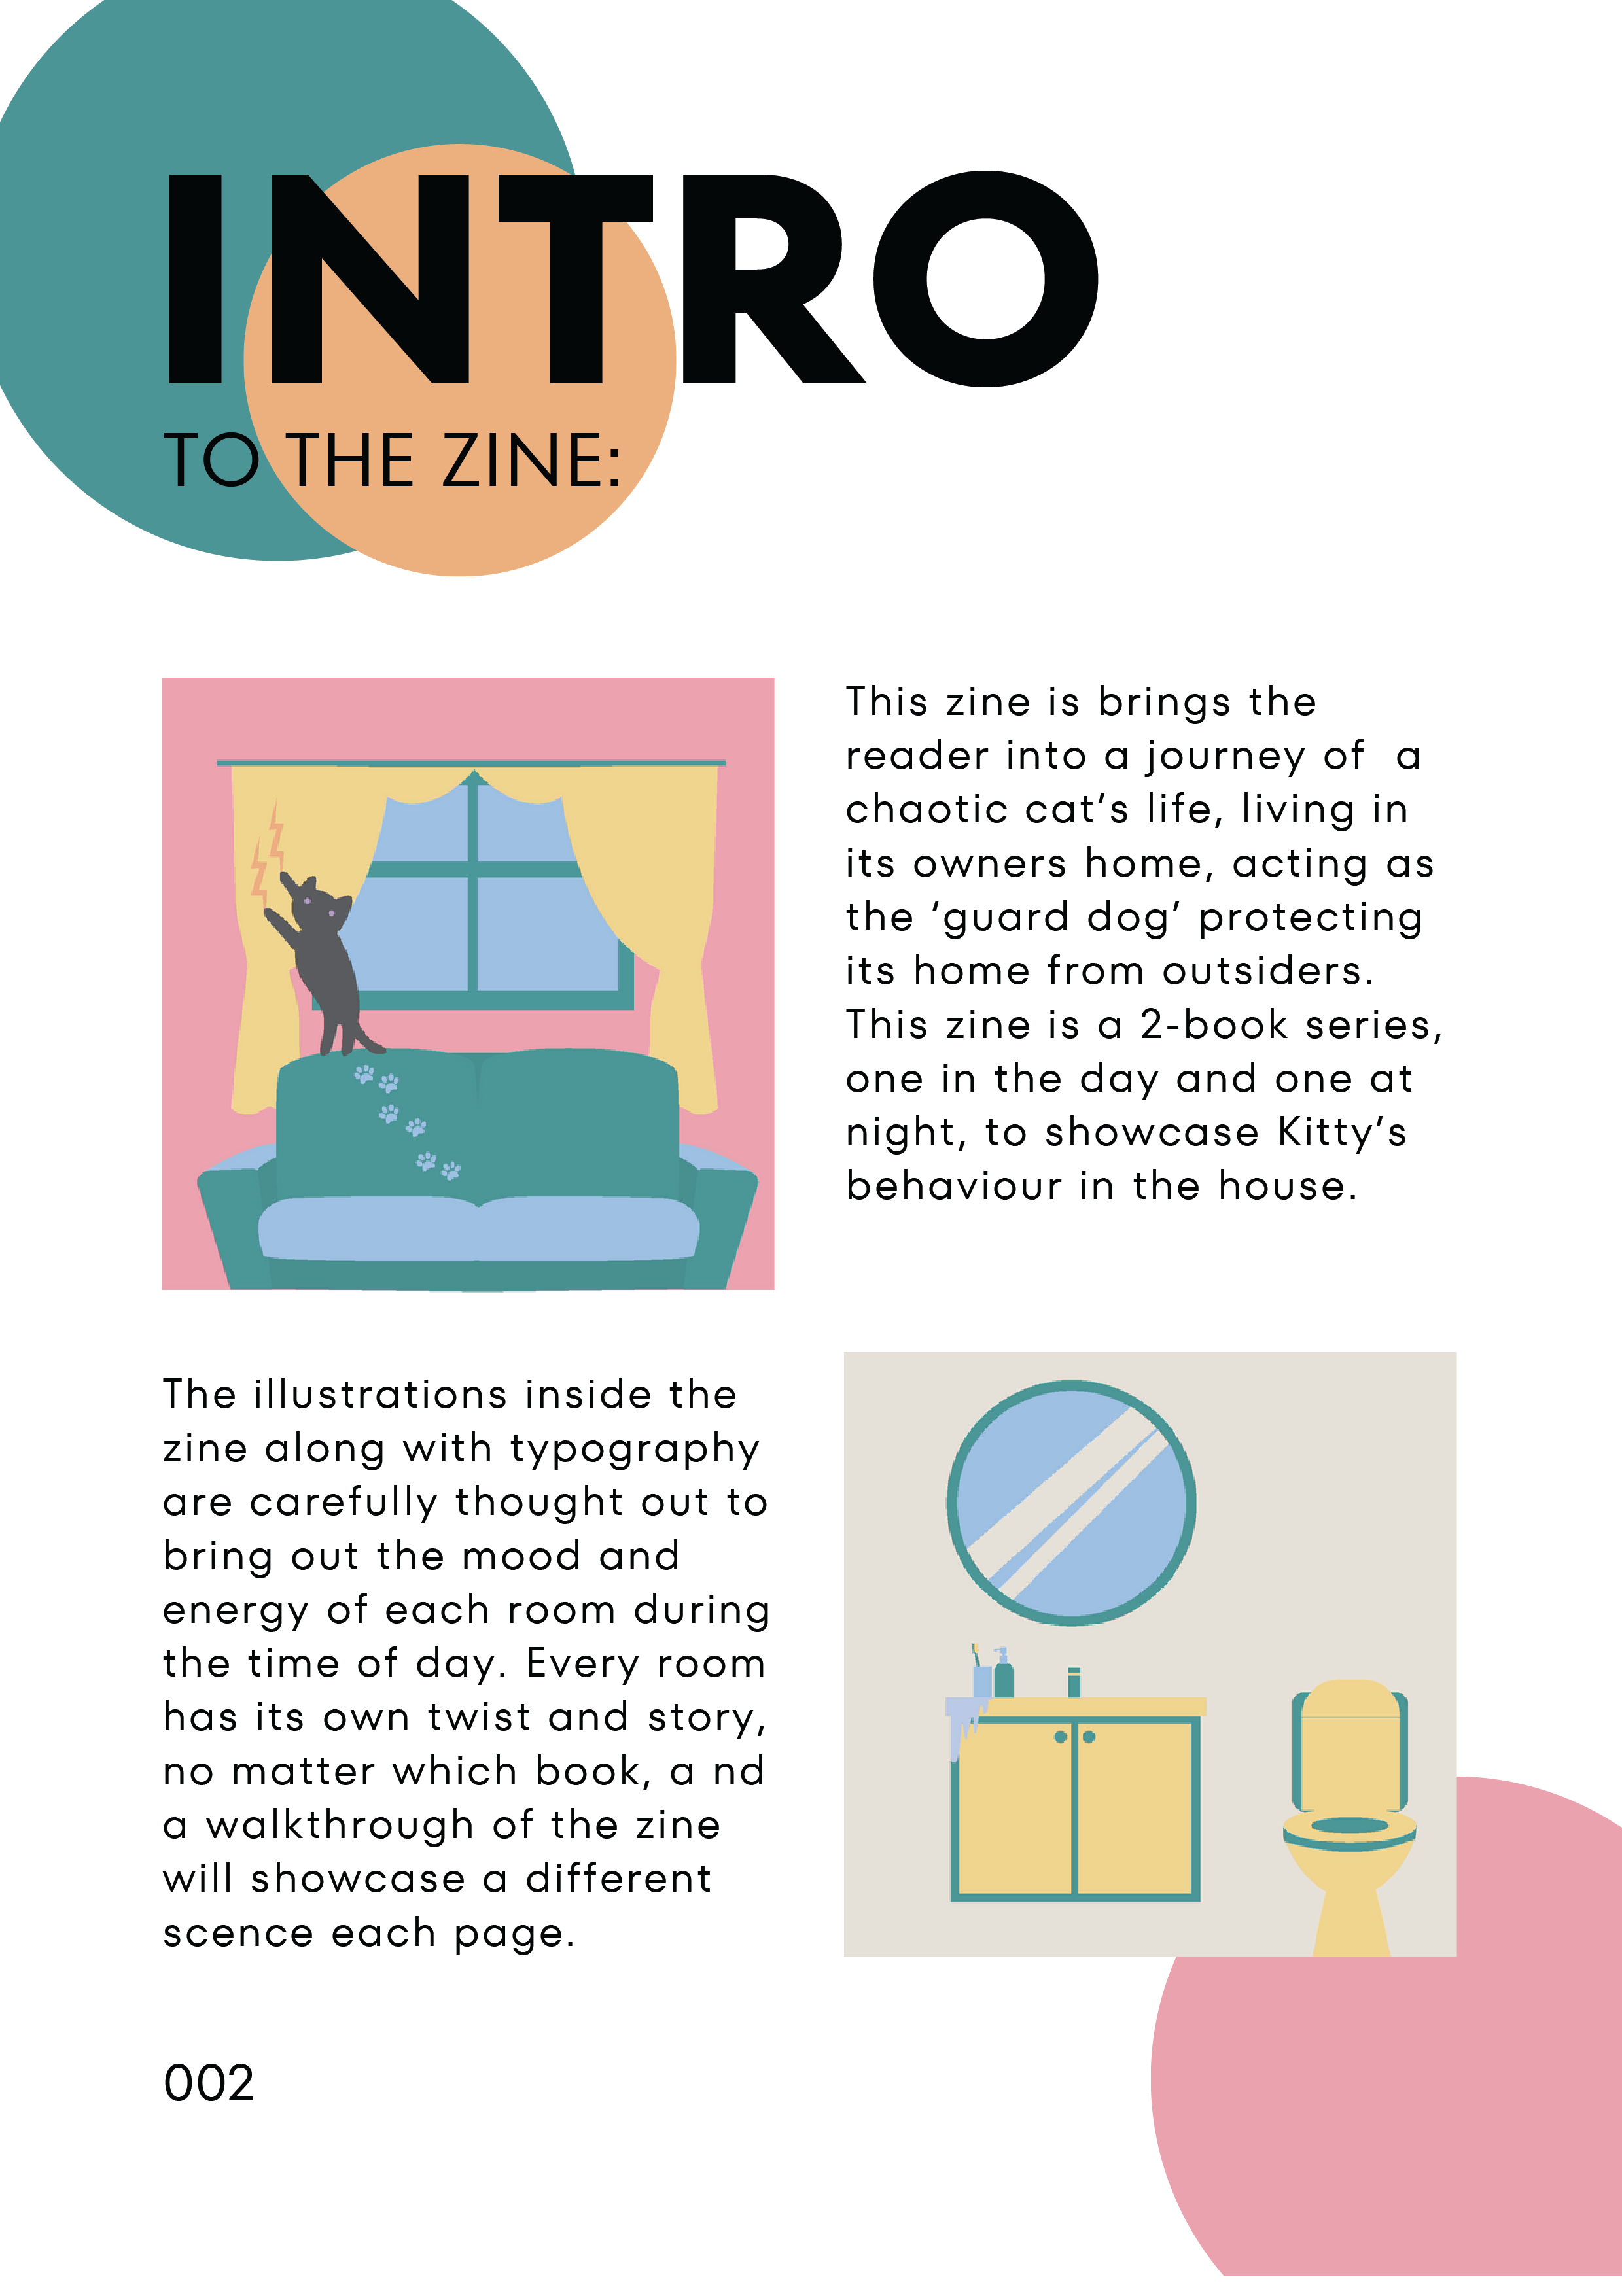 INTRO
TO THE ZINE:
This zine is brings the
reader into a journey of  a
chaotic cat’s life, living in
its owners home, acting as
the ‘guard dog’ protecting
its home from outsiders.
This zine is a 2-book series,
one in the day and one at
night, to showcase Kitty’s
behaviour in the house.
The illustrations inside the
zine along with typography
are carefully thought out to
bring out the mood and
energy of each room during
the time of day. Every room
has its own twist and story,
no matter which book, a nd
a walkthrough of the zine
will showcase a different
scence each page.
002